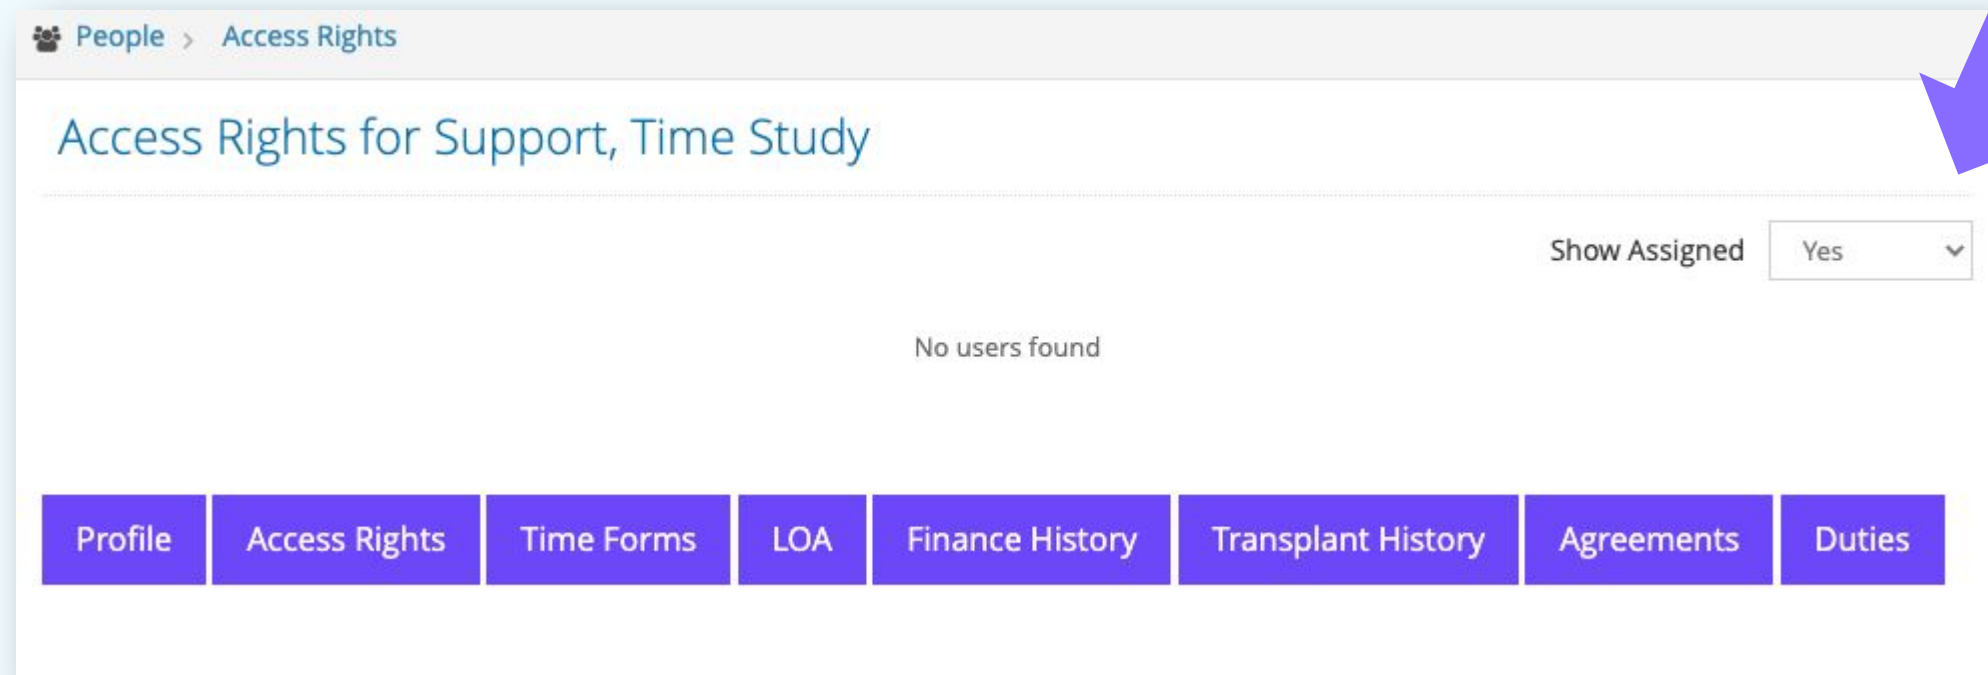 People > Access Rights
Access Rights for Support, Time Study
Show Assigned Yes
No users found
Profile Access Rights Time Forms LOA Finance History Transplant History Agreements Duties